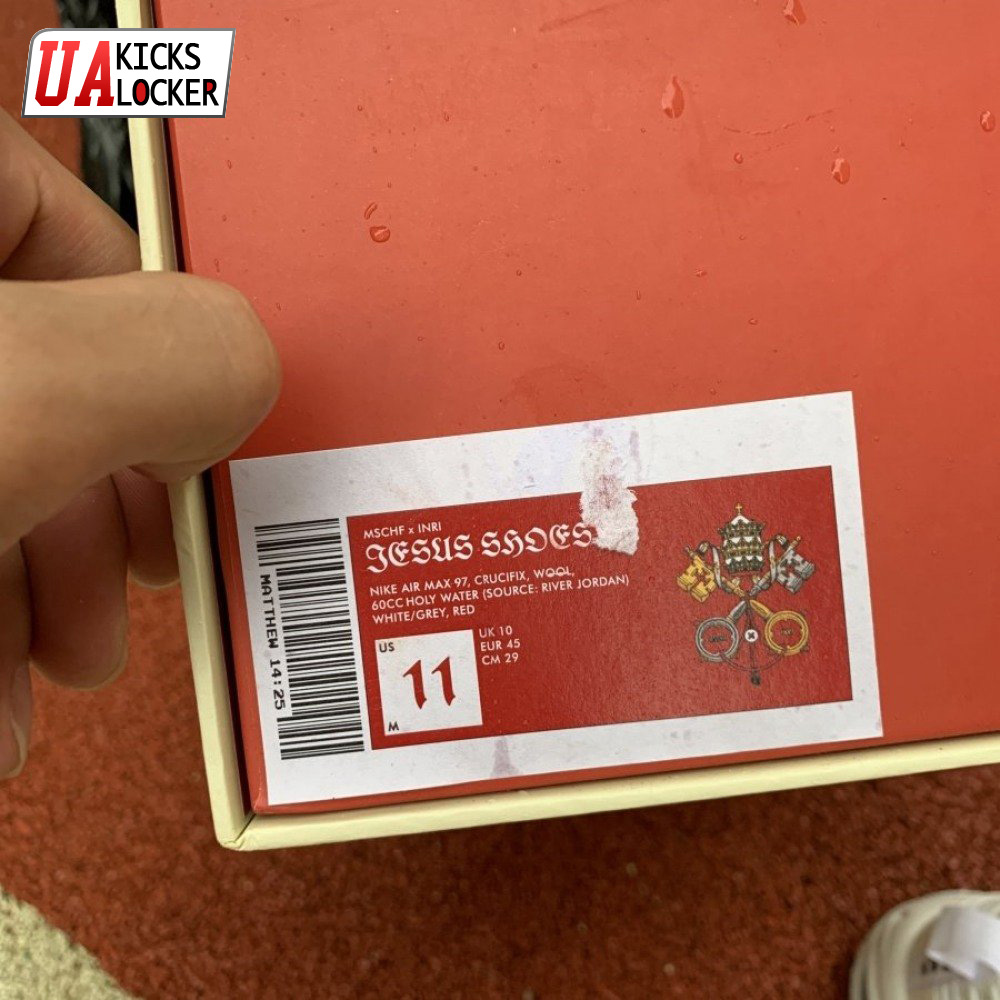 UA KICKS
LOCKER
MSCHF x INRI
JESUS SHOES
NIKE AIR MAX 97, CRUCIFIX, WOOL,
60CC HOLY WATER (SOURCE: RIVER JORDAN)
WHITE/GREY, RED
US
11
M
UK 10
EUR 45
CM 29
MATTHEW 14:25